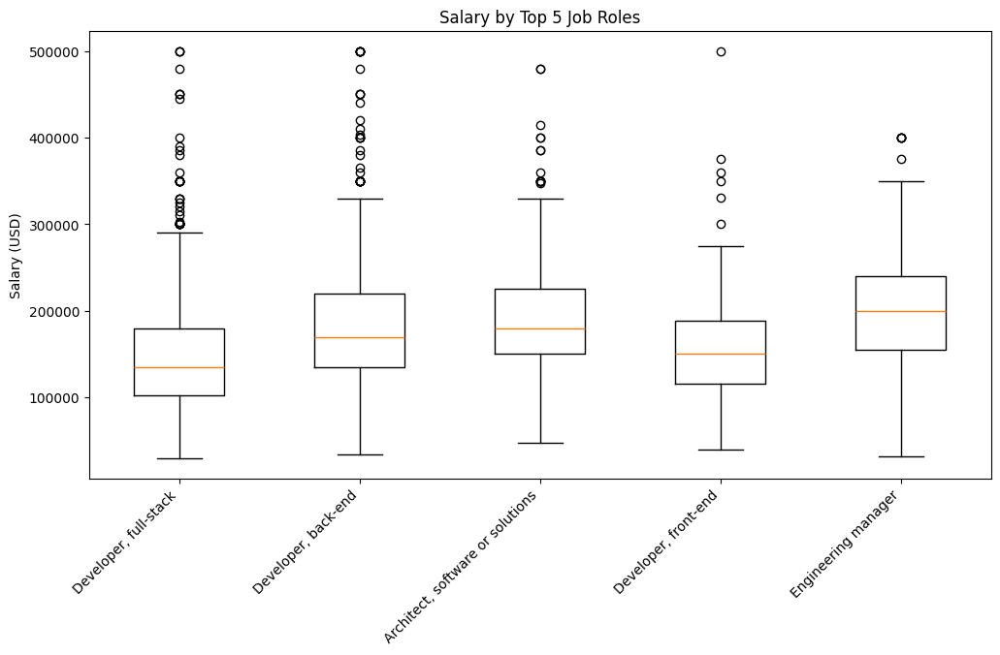 Salary by Top 5 Job Roles
Salary (USD)
500000
400000
300000
200000
100000
Developer, full-stack
Developer, back-end
Architect, software or solutions
Developer, front-end
Engineering manager